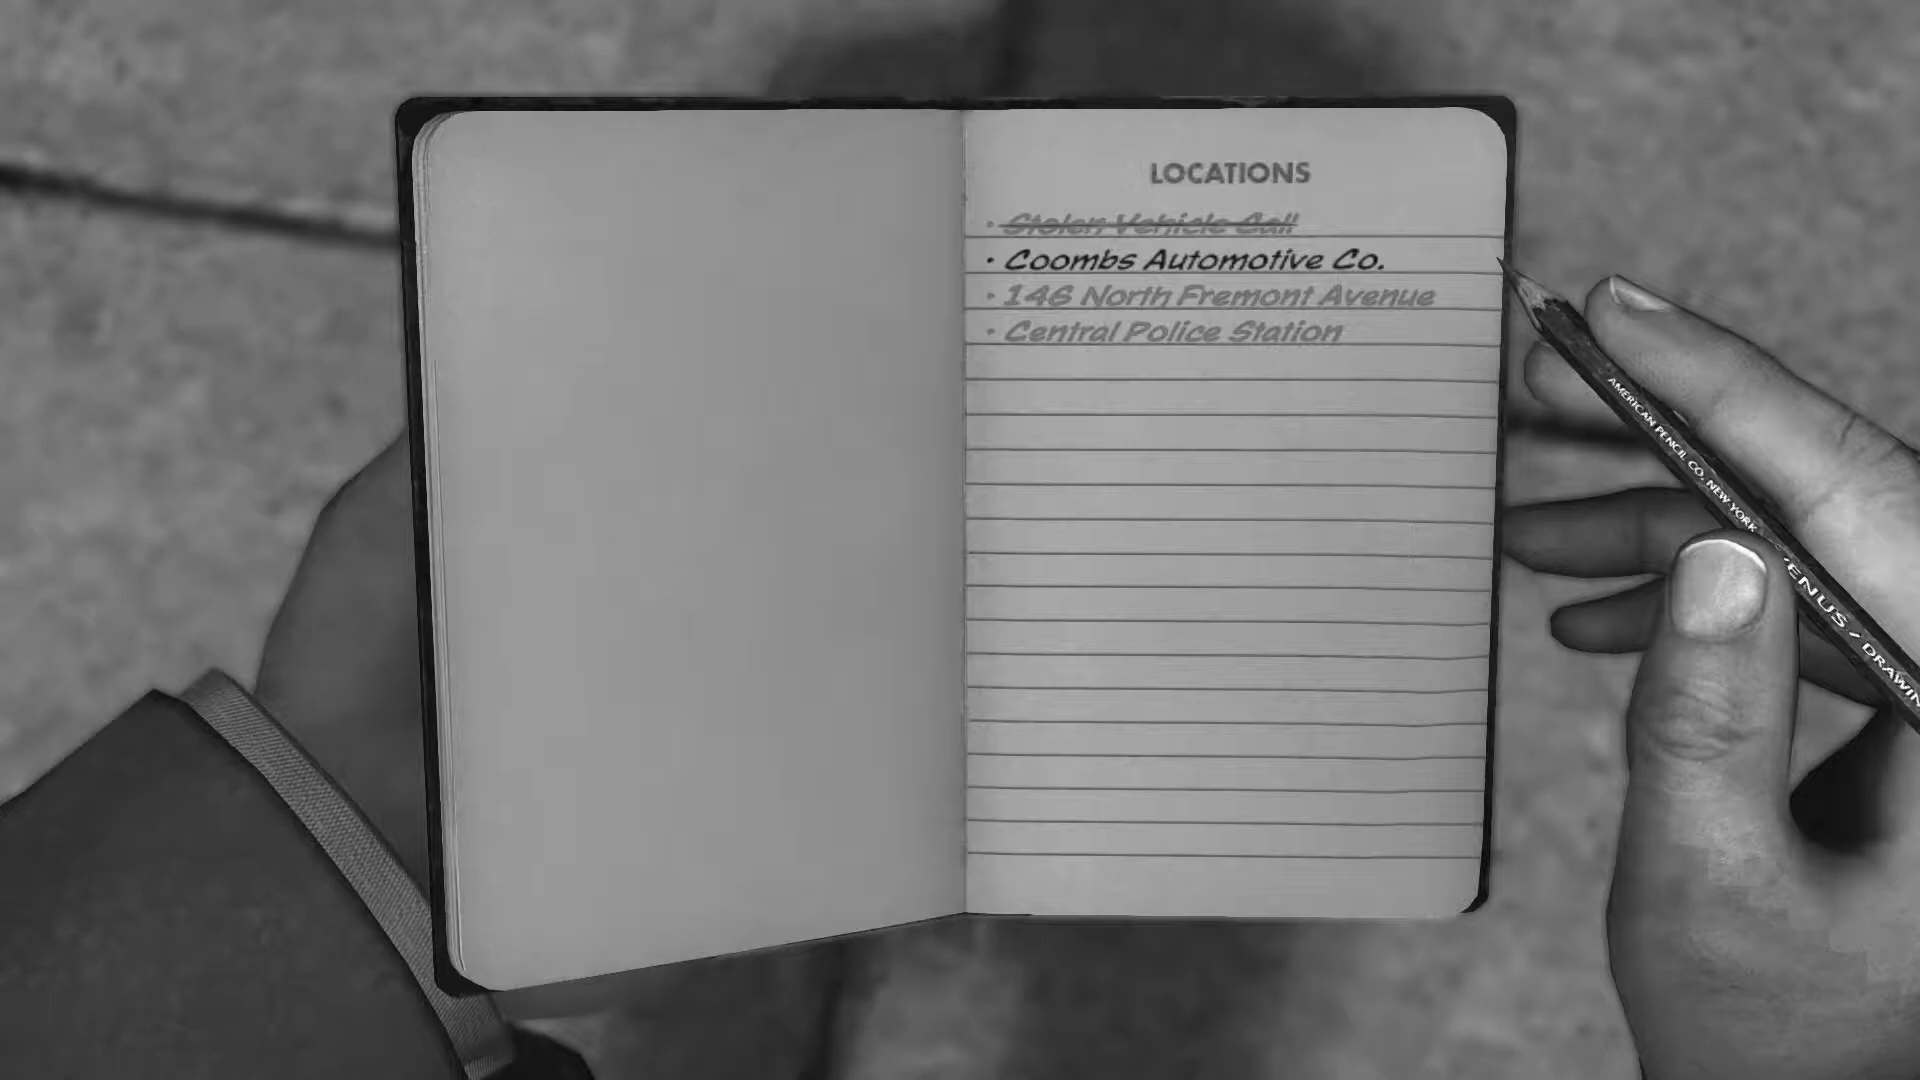 LOCATIONS
· Stolen Vehicle Call
· Coombs Automotive Co.
· 146 North Fremont Avenue
· Central Police Station
AMERICAN PENCIL CO. NEW YORK